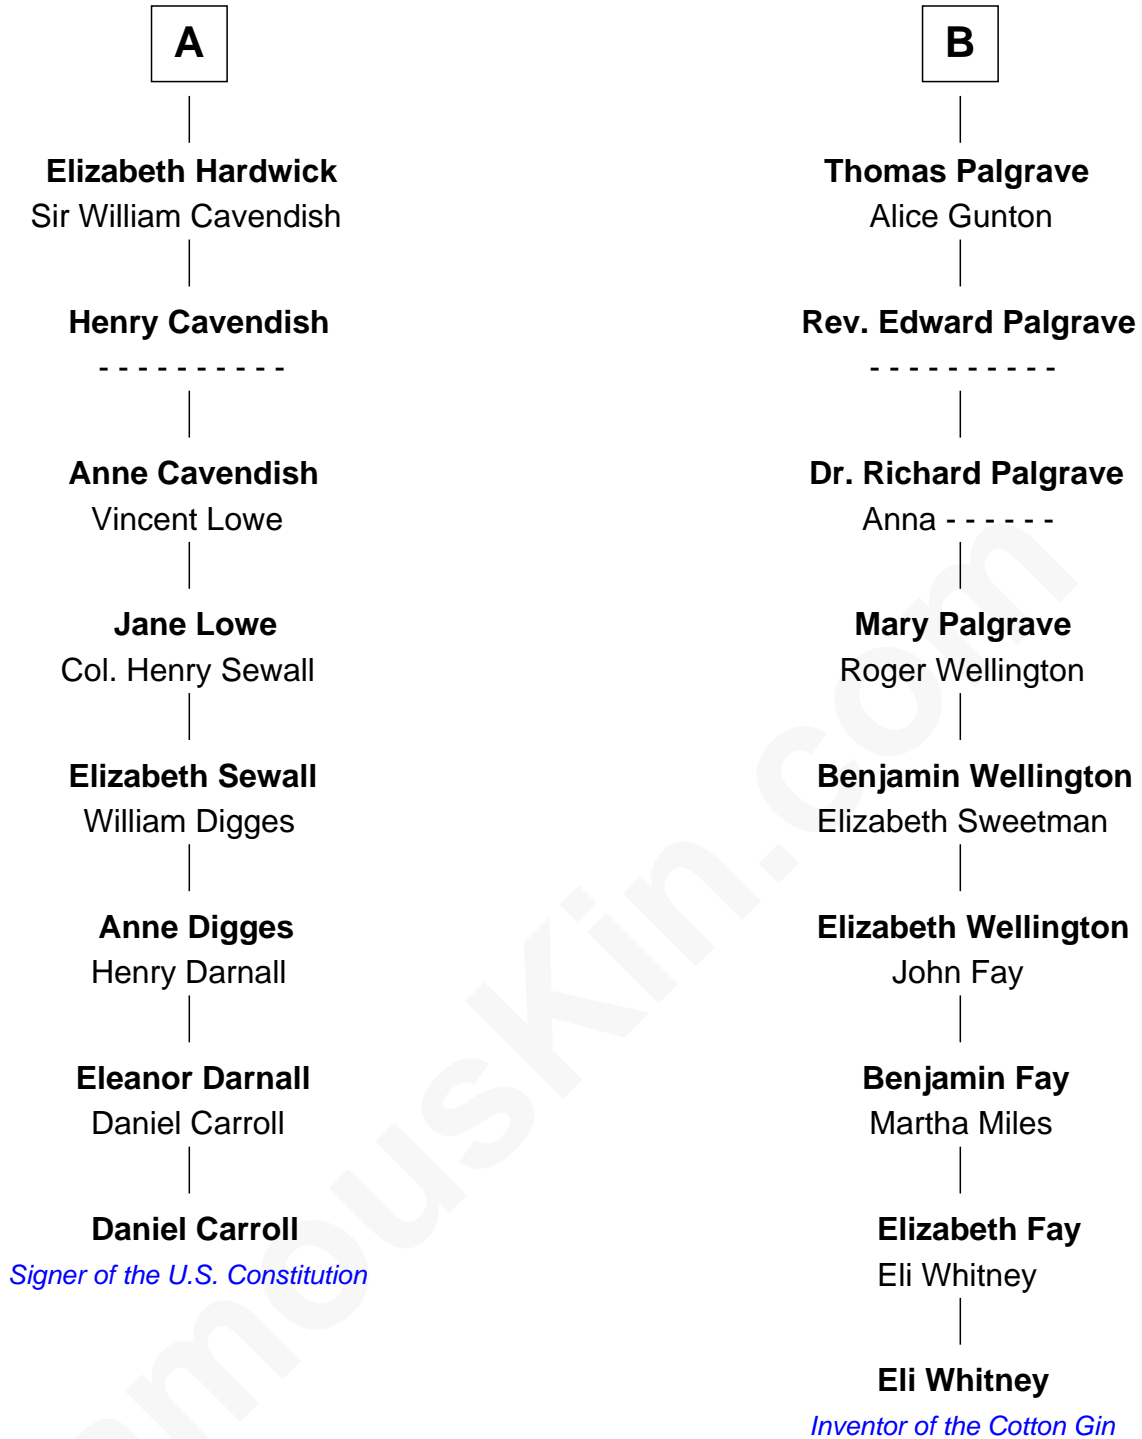 A
Elizabeth Hardwick
Sir William Cavendish
Henry Cavendish
- - - - - - - - - -
Anne Cavendish
Vincent Lowe
Jane Lowe
Col. Henry Sewall
Elizabeth Sewall
William Digges
Anne Digges
Henry Darnall
Eleanor Darnall
Daniel Carroll
Daniel Carroll
Signer of the U.S. Constitution
B
Thomas Palgrave
Alice Gunton
Rev. Edward Palgrave
- - - - - - - - - -
Dr. Richard Palgrave
Anna - - - - - -
Mary Palgrave
Roger Wellington
Benjamin Wellington
Elizabeth Sweetman
Elizabeth Wellington
John Fay
Benjamin Fay
Martha Miles
Elizabeth Fay
Eli Whitney
Eli Whitney
Inventor of the Cotton Gin
amousKin.com